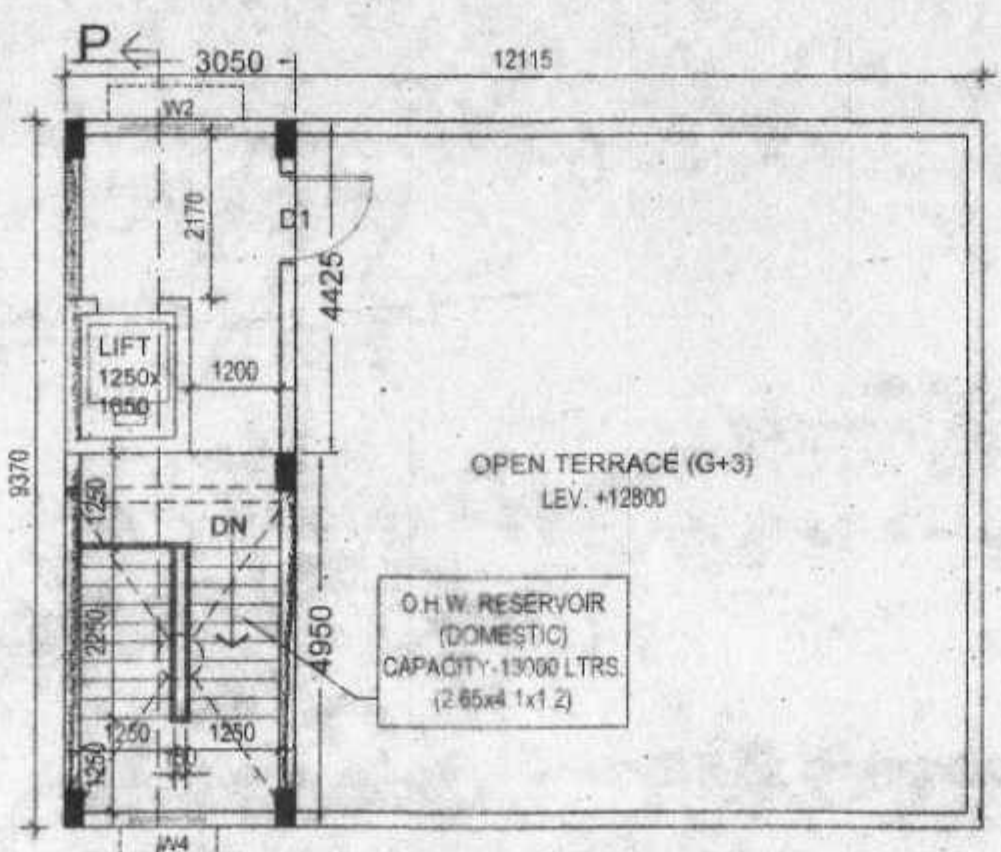 P
3050
12115
W2
2170
D1
4425
LIFT
1250x
1650
1200
9370
OPEN TERRACE (G+3)
LEV. +12800
1250
DN
O.H.W. RESERVOIR
(DOMESTIC)
CAPACITY-13000 LTRS.
(2.65x4.1x1.2)
2250
4950
1250
1250
1250
W4